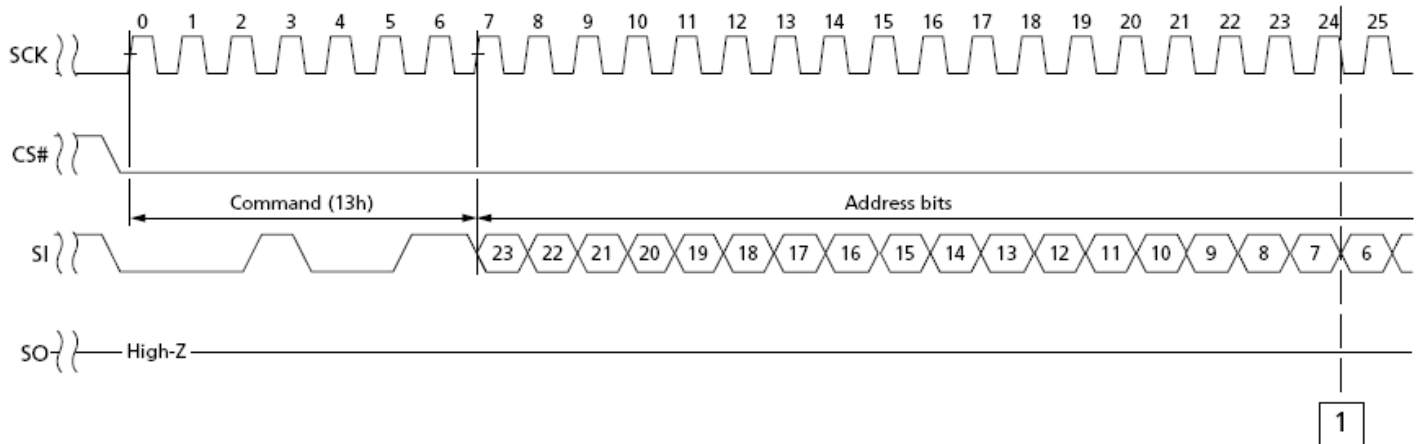 0 1 2 3 4 5 6 7 8 9 10 11 12 13 14 15 16 17 18 19 20 21 22 23 24 25
SCK
CS#
Command (13h) Address bits
SI 23 22 21 20 19 18 17 16 15 14 13 12 11 10 9 8 7 6
SO High-Z
1